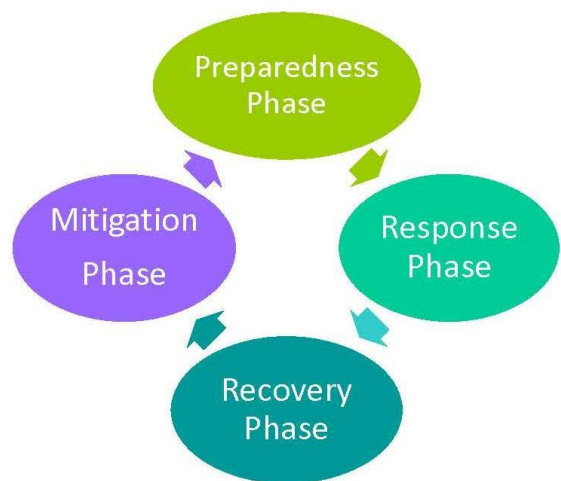 Preparedness
Phase
Mitigation
Phase
Response
Phase
Recovery
Phase